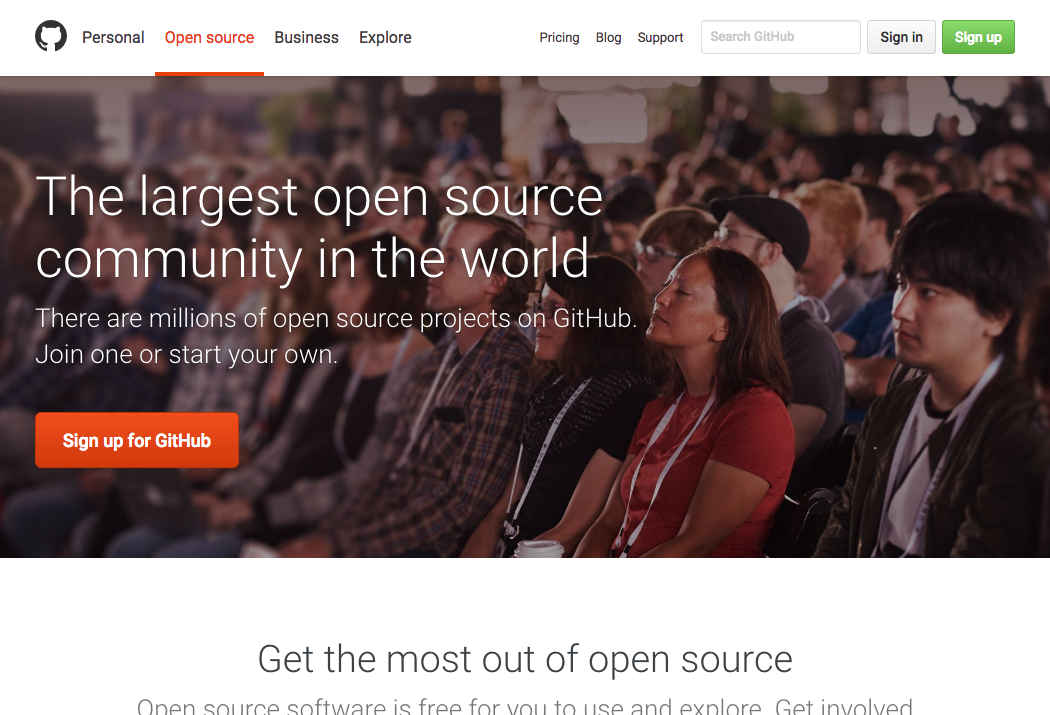 Personal Open source Business Explore Pricing Blog Support Search GitHub Sign in Sign up
The largest open source
community in the world
There are millions of open source projects on GitHub.
Join one or start your own.
Sign up for GitHub
Get the most out of open source
Open source software is free for you to use and explore. Get involved